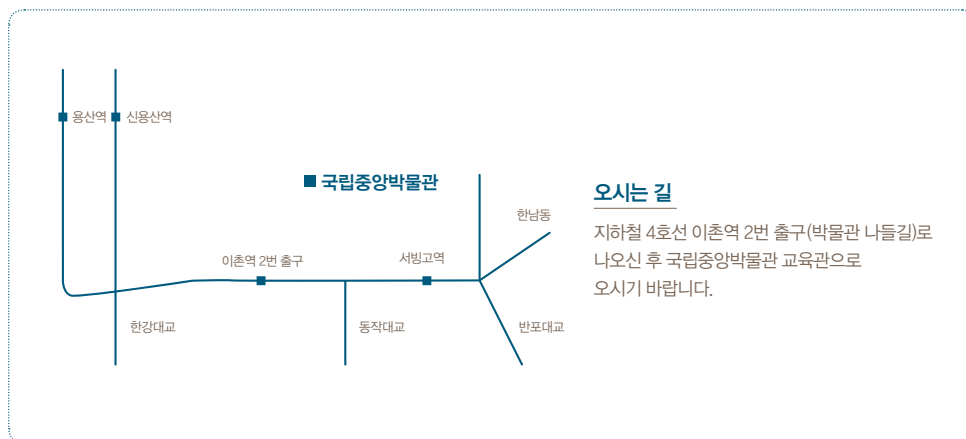 용산역 신용산역
국립중앙박물관
한남동
이촌역 2번 출구
서빙고역
한강대교
동작대교
반포대교
오시는 길
지하철 4호선 이촌역 2번 출구(박물관 나들길)로
나오신 후 국립중앙박물관 교육관으로
오시기 바랍니다.